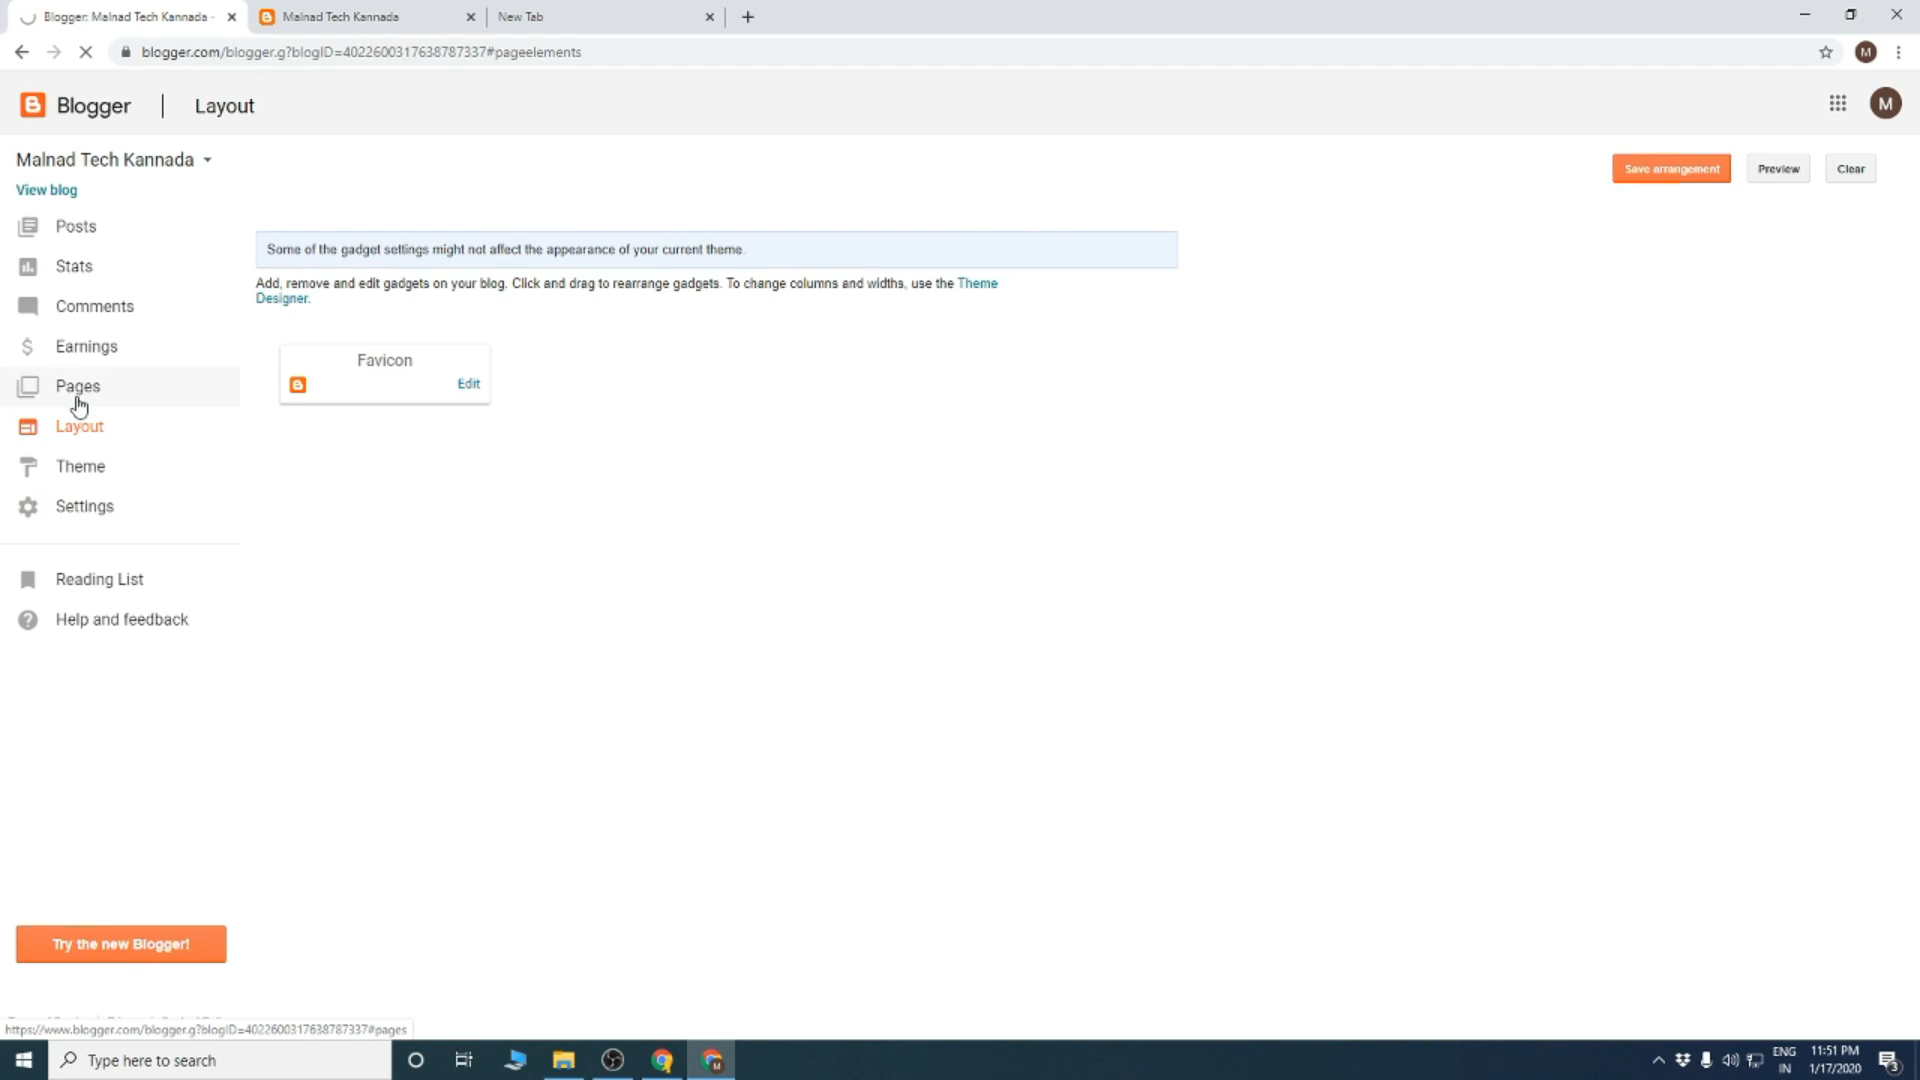 Blogger: Malnad Tech Kannada -
Malnad Tech Kannada
New Tab
blogger.com/blogger.g?blogID=4022600317638787337#pageelements
M
Blogger | Layout
M
Malnad Tech Kannada
Save arrangement
Preview
Clear
View blog
Posts
Stats
Comments
Earnings
Pages
Layout
Theme
Settings
Reading List
Help and feedback
Some of the gadget settings might not affect the appearance of your current theme.
Add, remove and edit gadgets on your blog. Click and drag to rearrange gadgets. To change columns and widths, use the Theme
Designer.
Favicon
Edit
Try the new Blogger!
https://www.blogger.com/blogger.g?blogID=4022600317638787337#pages
Type here to search
ENG
IN
11:51 PM
1/17/2020
3